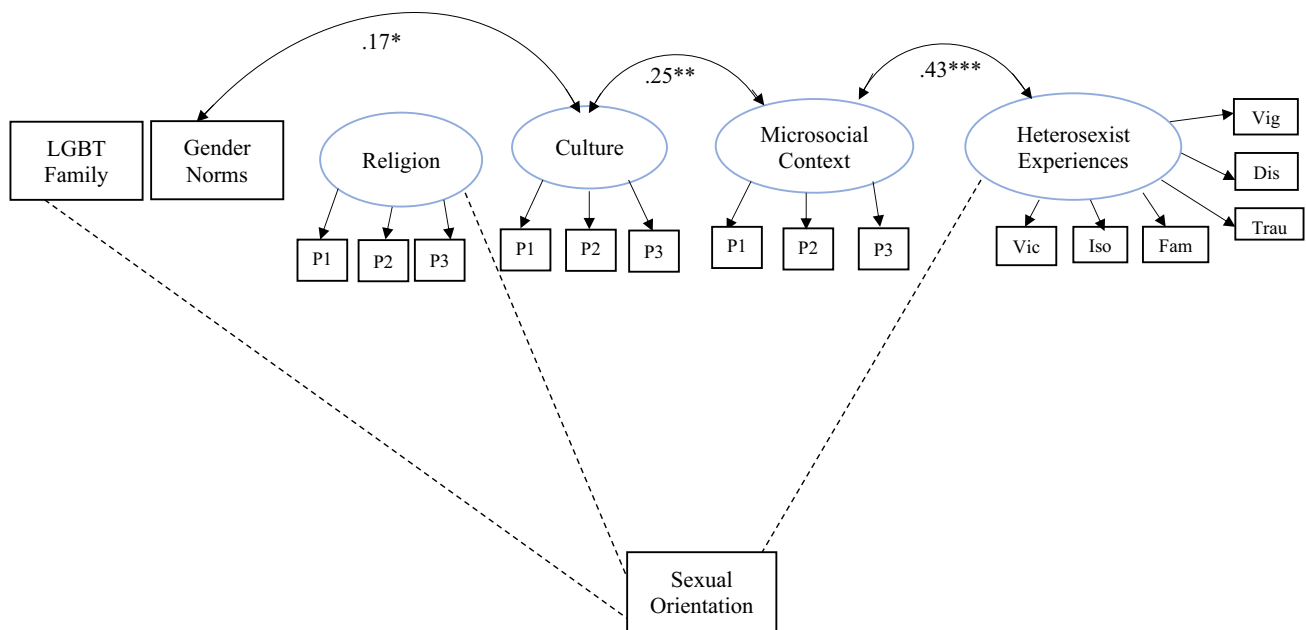 .17*
.25**
.43***
LGBT
Family
Gender
Norms
Religion
Culture
Microsocial
Context
Heterosexist
Experiences
Vig
Dis
Trau
P1
P2
P3
P1
P2
P3
P1
P2
P3
Vic
Iso
Fam
Sexual
Orientation